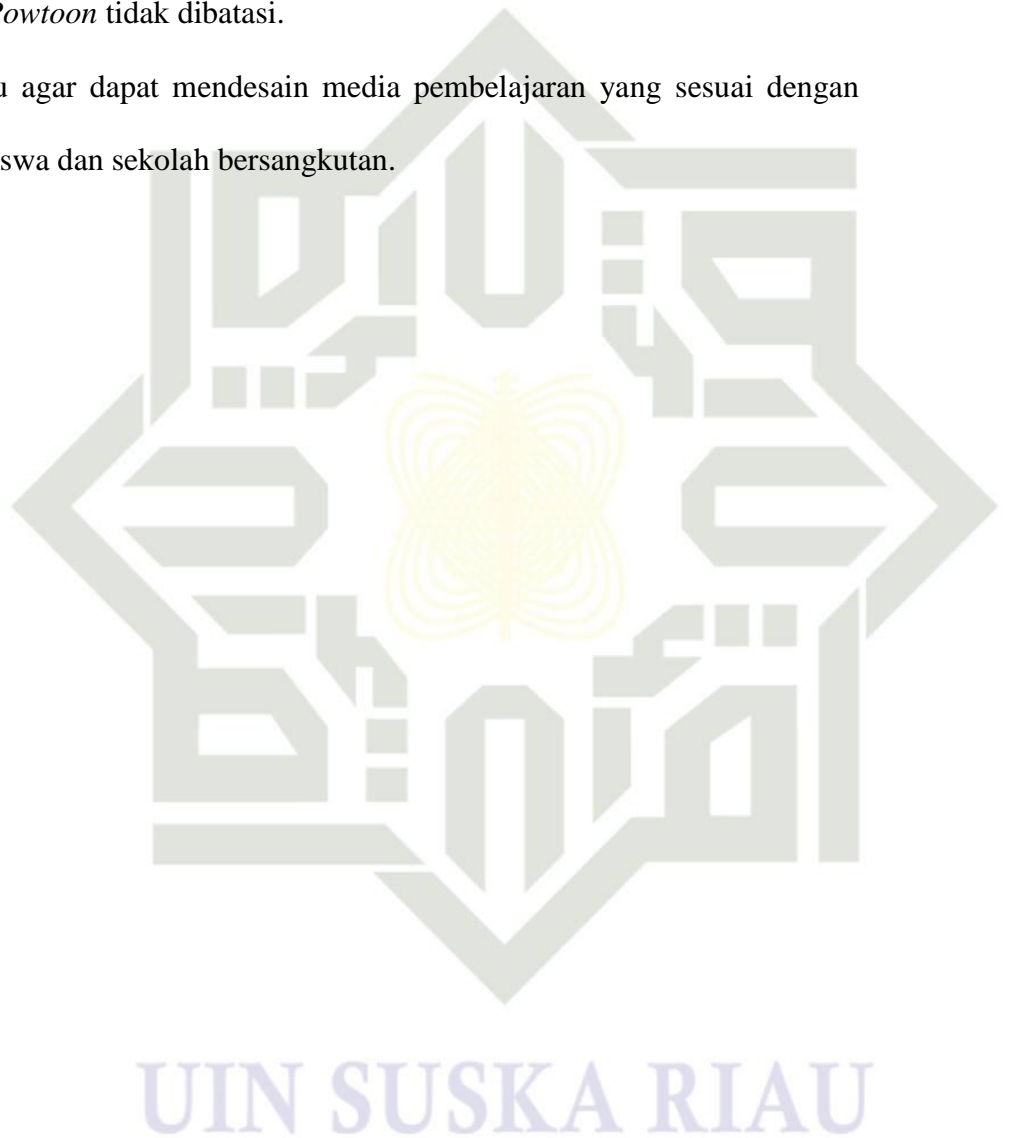 Powtoon tidak dibatasi.
u agar dapat mendesain media pembelajaran yang sesuai dengan
swa dan sekolah bersangkutan.
UIN SUSKA RIAU